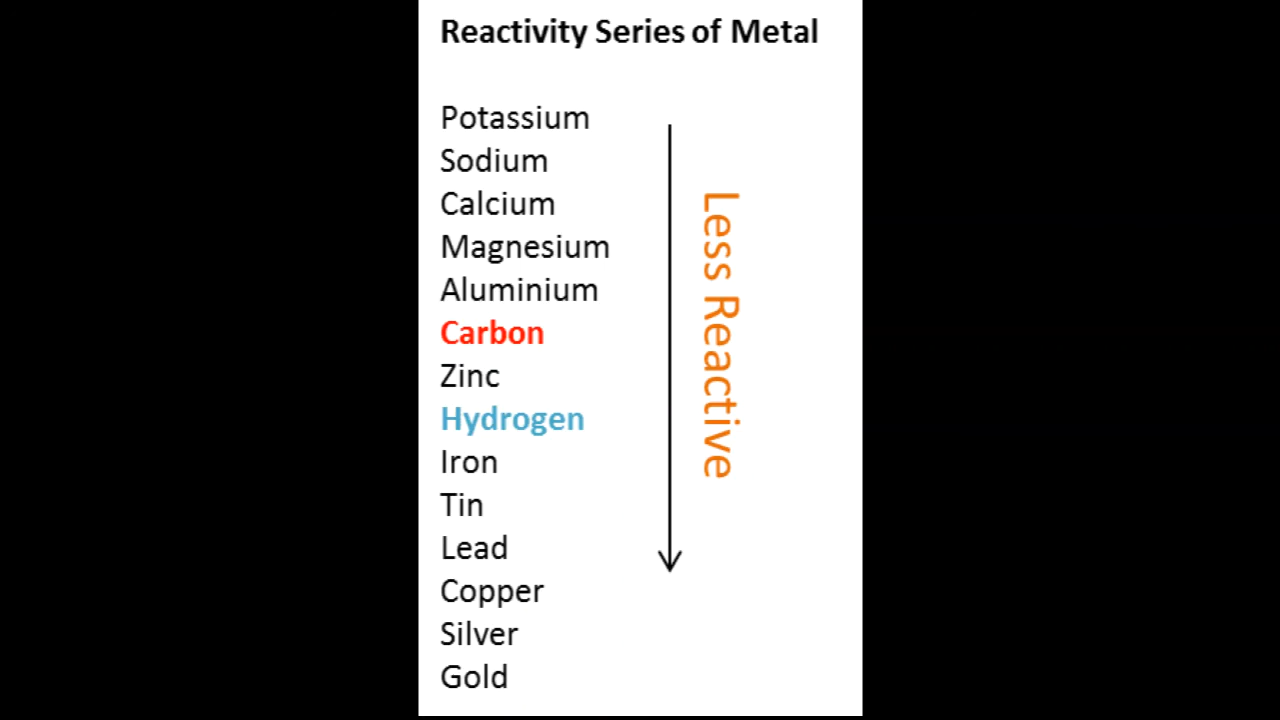 Reactivity Series of Metal
Potassium
Sodium
Calcium
Magnesium
Aluminium
Carbon
Zinc
Hydrogen
Iron
Tin
Lead
Copper
Silver
Gold
Less Reactive